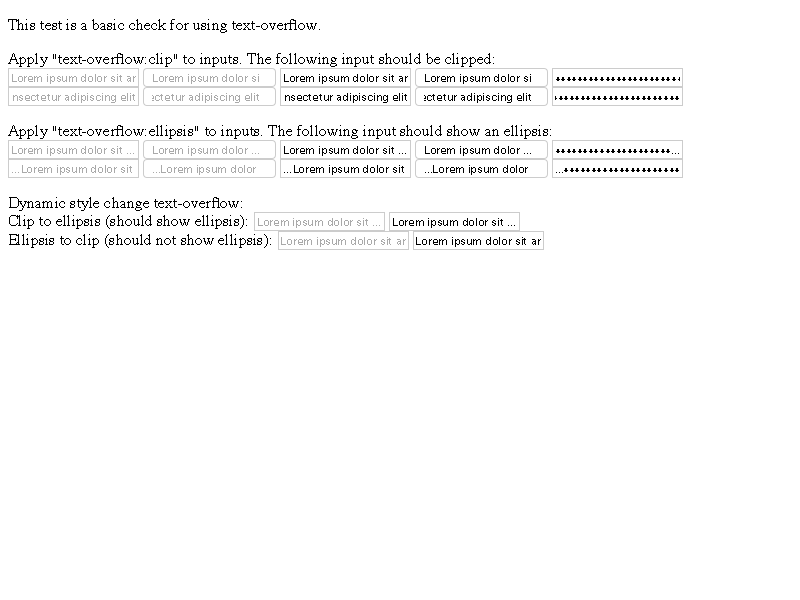 This test is a basic check for using text-overflow.
Apply "text-overflow:clip" to inputs. The following input should be clipped:
Lorem ipsum dolor sit ar Lorem ipsum dolor si Lorem ipsum dolor sit ar Lorem ipsum dolor si
nsectetur adipiscing elit ectetur adipiscing elit nsectetur adipiscing elit ectetur adipiscing elit
Apply "text-overflow:ellipsis" to inputs. The following input should show an ellipsis:
Lorem ipsum dolor sit ... Lorem ipsum dolor ... Lorem ipsum dolor sit ... Lorem ipsum dolor ... ...
...Lorem ipsum dolor sit ...Lorem ipsum dolor ...Lorem ipsum dolor sit ...Lorem ipsum dolor ...
Dynamic style change text-overflow:
Clip to ellipsis (should show ellipsis): Lorem ipsum dolor sit ... Lorem ipsum dolor sit ...
Ellipsis to clip (should not show ellipsis): Lorem ipsum dolor sit ar Lorem ipsum dolor sit ar